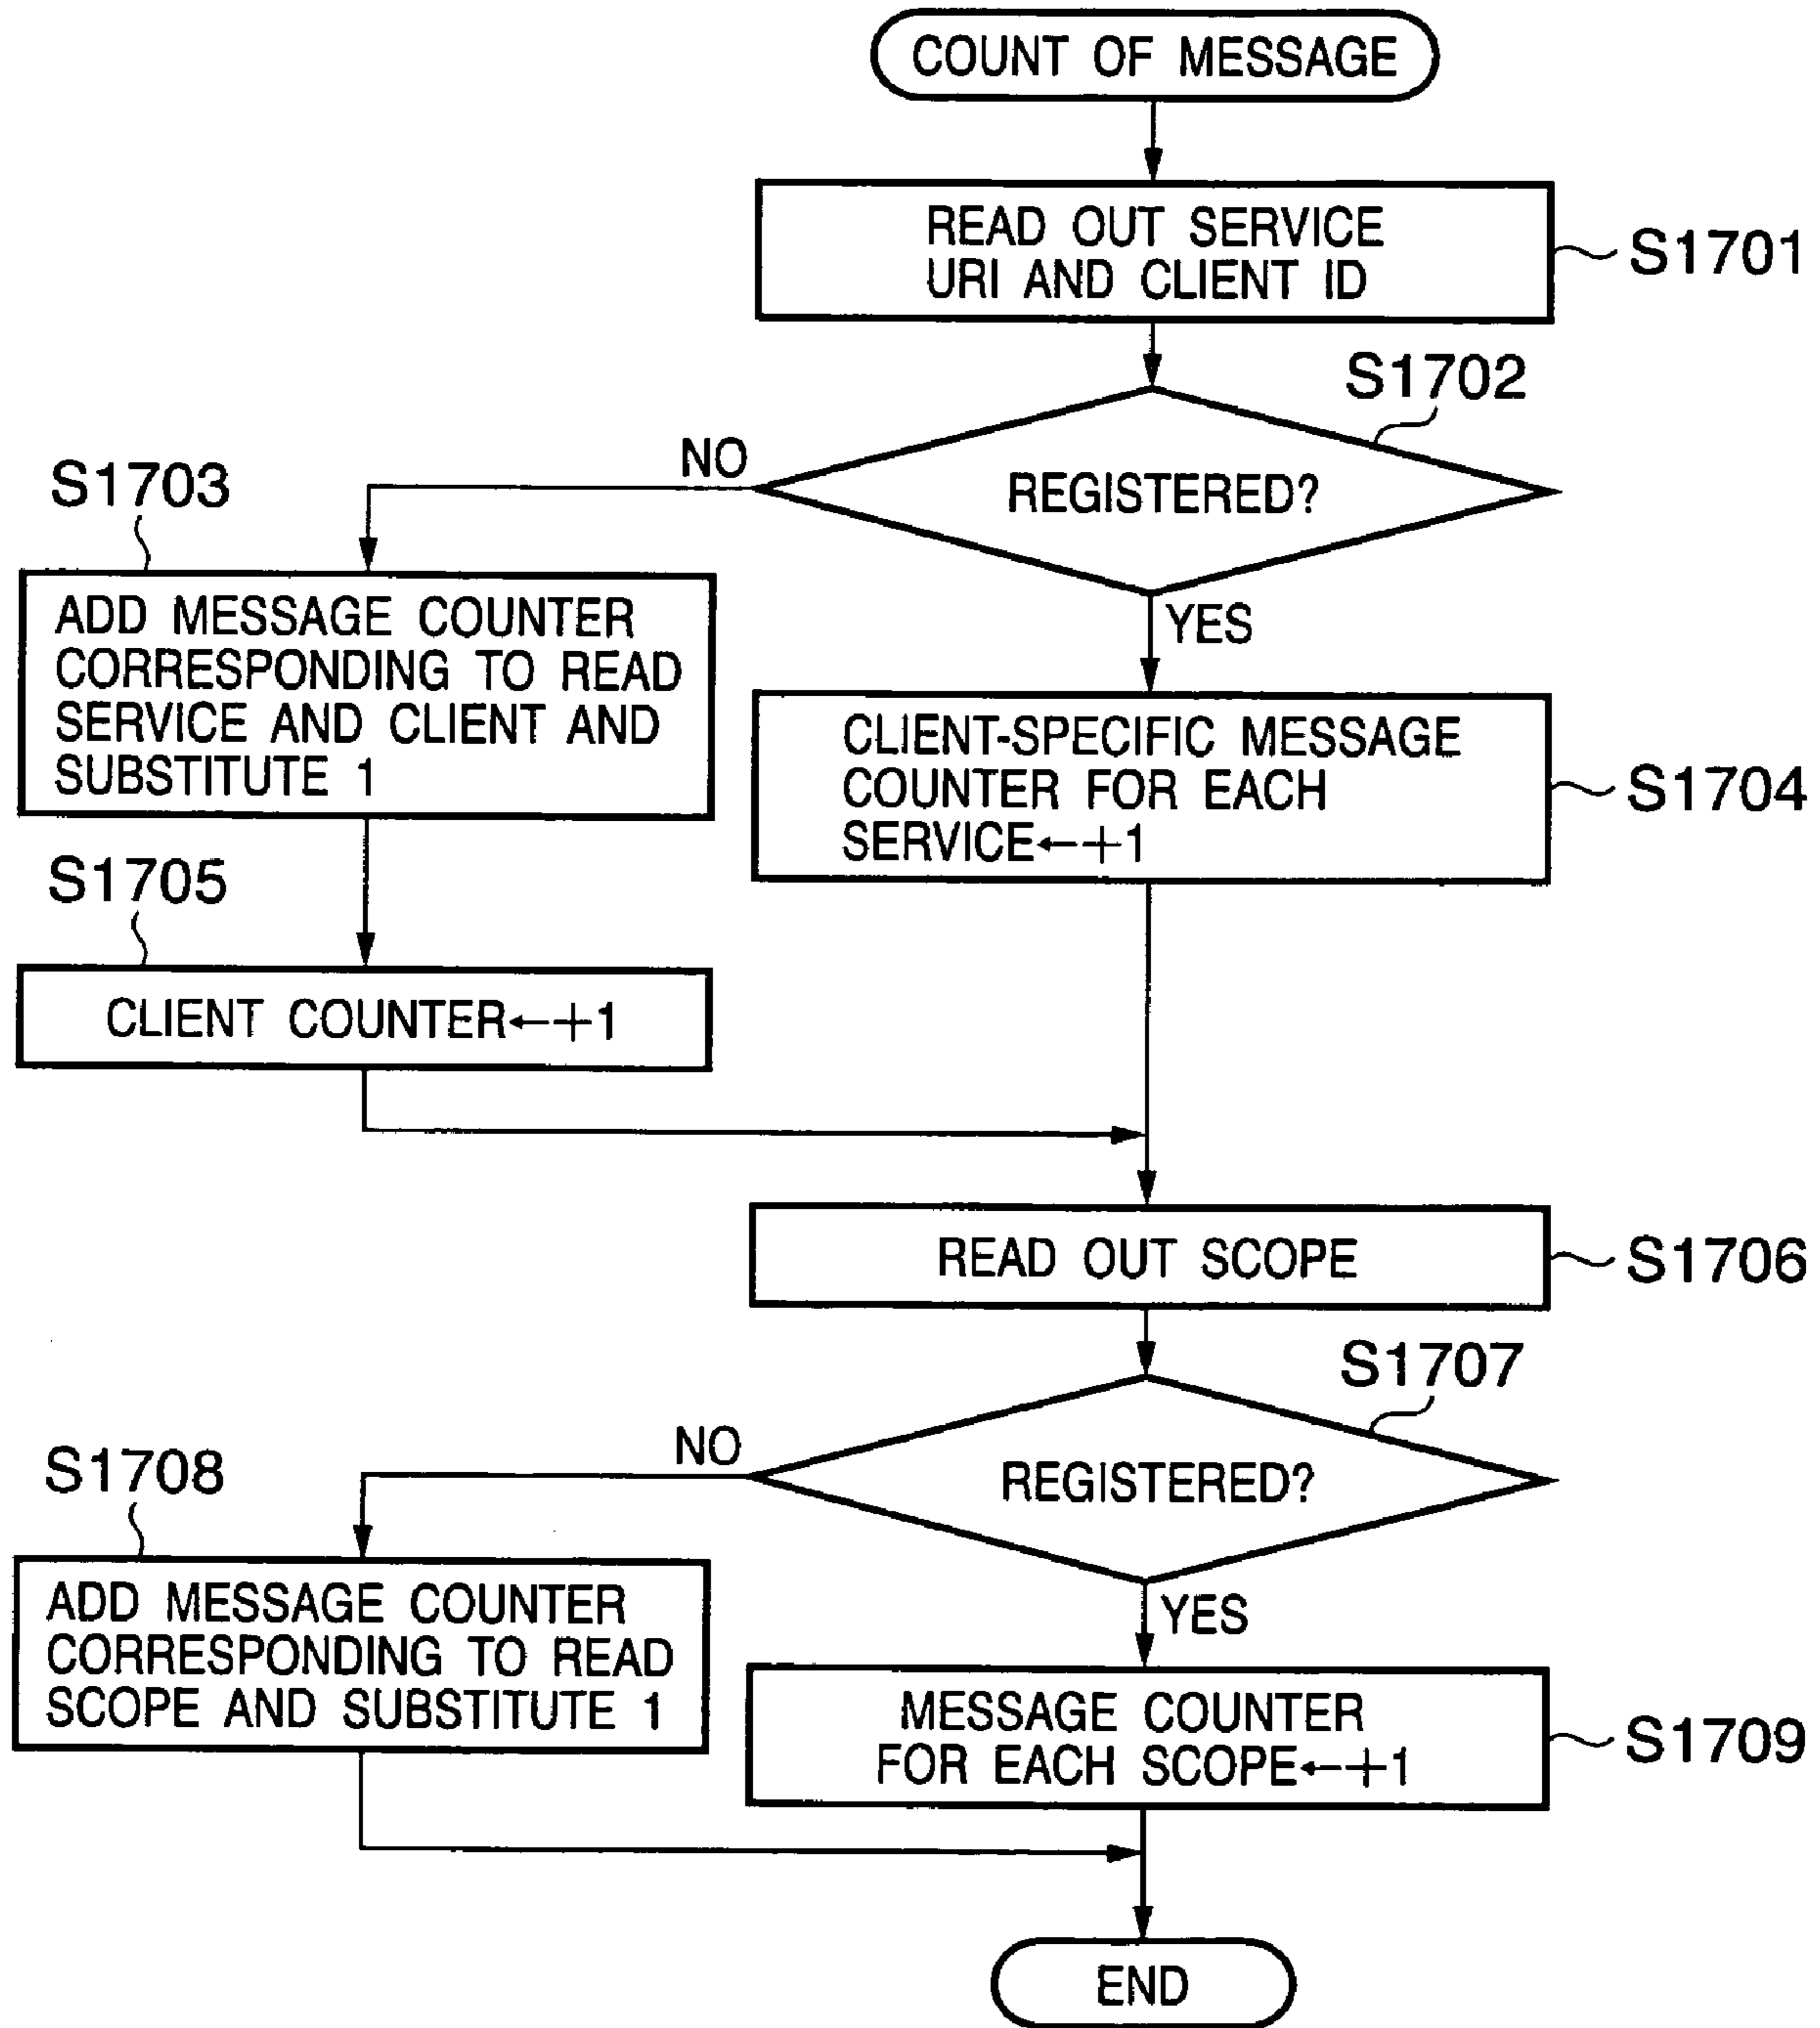 COUNT OF MESSAGE
READ OUT SERVICE
URI AND CLIENT ID
S1701
S1702
NO
REGISTERED?
S1703
YES
ADD MESSAGE COUNTER
CORRESPONDING TO READ
SERVICE AND CLIENT AND
SUBSTITUTE 1
CLIENT-SPECIFIC MESSAGE
COUNTER FOR EACH
SERVICE←+1
S1704
S1705
CLIENT COUNTER←+1
READ OUT SCOPE
S1706
S1707
NO
REGISTERED?
S1708
YES
ADD MESSAGE COUNTER
CORRESPONDING TO READ
SCOPE AND SUBSTITUTE 1
MESSAGE COUNTER
FOR EACH SCOPE←+1
S1709
END